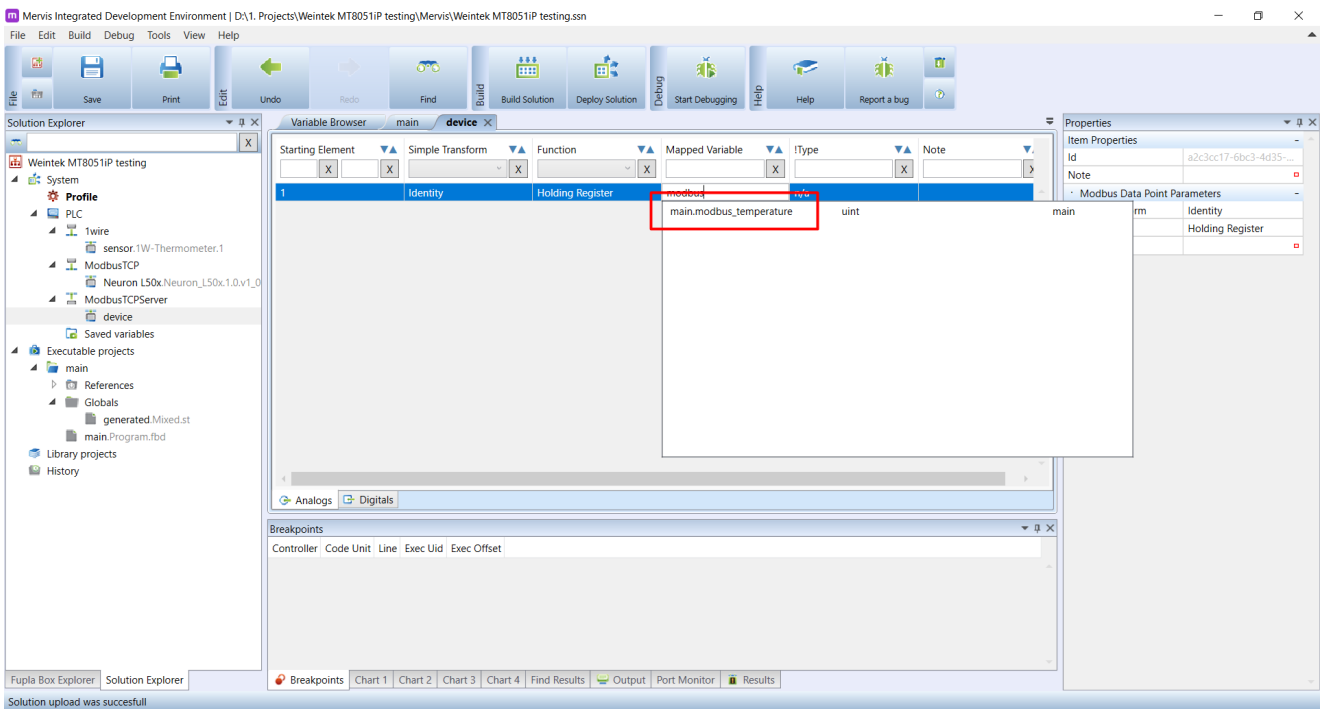 Mervis Integrated Development Environment | D:\1. Projects\Weintek MT8051iP testing\Mervis\Weintek MT8051iP testing.ssn
File Edit Build Debug Tools View Help
File
Save
Print
Edit
Undo
Redo
Find
Build
Build Solution
Deploy Solution
Debug
Start Debugging
Help
Help
Report a bug
Solution Explorer
X
Weintek MT8051iP testing
System
Profile
PLC
1wire
sensor.1W-Thermometer.1
ModbusTCP
Neuron L50x.Neuron_L50x.1.0.v1_0
ModbusTCPServer
device
Saved variables
Executable projects
main
References
Globals
generated.Mixed.st
main.Program.fbd
Library projects
History
Fupla Box Explorer Solution Explorer
Variable Browser main device
Starting Element Simple Transform Function Mapped Variable !Type Note
X X X X X X X
1 Identity Holding Register modbus n/a
main.modbus_temperature uint main
Analogs Digitals
Breakpoints
Controller Code Unit Line Exec Uid Exec Offset
Breakpoints Chart 1 Chart 2 Chart 3 Chart 4 Find Results Output Port Monitor Results
Properties
Item Properties
Id a2c3cc17-6bc3-4d35-...
Note
Modbus Data Point Parameters
rm Identity
Holding Register
Solution upload was succesfull